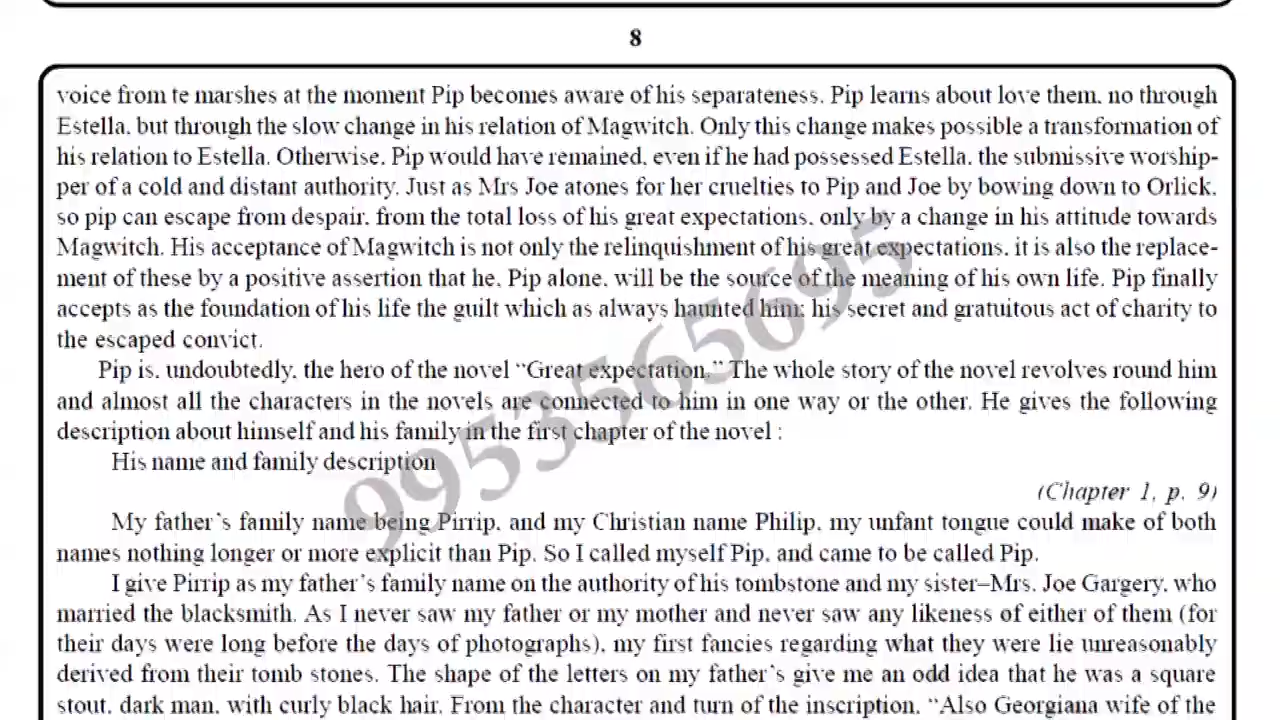 8
voice from te marshes at the moment Pip becomes aware of his separateness. Pip learns about love them, no through
Estella, but through the slow change in his relation of Magwitch. Only this change makes possible a transformation of
his relation to Estella. Otherwise, Pip would have remained, even if he had possessed Estella, the submissive worship-
per of a cold and distant authority. Just as Mrs Joe atones for her cruelties to Pip and Joe by bowing down to Orlick,
so pip can escape from despair, from the total loss of his great expectations, only by a change in his attitude towards
Magwitch. His acceptance of Magwitch is not only the relinquishment of his great expectations, it is also the replace-
ment of these by a positive assertion that he, Pip alone, will be the source of the meaning of his own life. Pip finally
accepts as the foundation of his life the guilt which as always haunted him; his secret and gratuitous act of charity to
the escaped convict.
Pip is, undoubtedly, the hero of the novel “Great expectation.” The whole story of the novel revolves round him
and almost all the characters in the novels are connected to him in one way or the other. He gives the following
description about himself and his family in the first chapter of the novel :
His name and family description
(Chapter 1, p. 9)
My father’s family name being Pirrip, and my Christian name Philip, my unfant tongue could make of both
names nothing longer or more explicit than Pip. So I called myself Pip, and came to be called Pip.
I give Pirrip as my father’s family name on the authority of his tombstone and my sister–Mrs. Joe Gargery, who
married the blacksmith. As I never saw my father or my mother and never saw any likeness of either of them (for
their days were long before the days of photographs), my first fancies regarding what they were lie unreasonably
derived from their tomb stones. The shape of the letters on my father’s give me an odd idea that he was a square
stout, dark man, with curly black hair. From the character and turn of the inscription, “Also Georgiana wife of the
9953565695